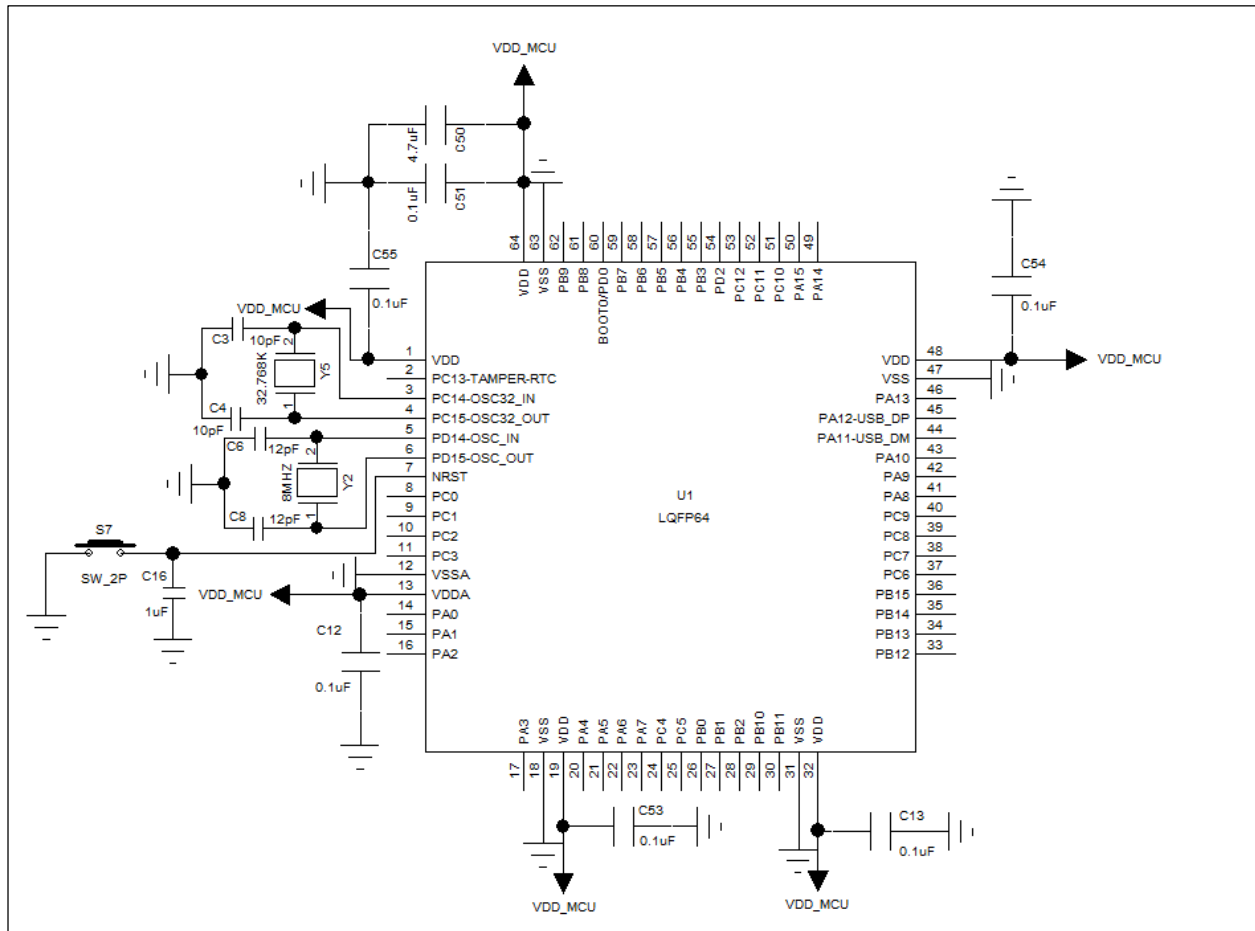 VDD_MCU
4.7uF
C50
0.1uF
C51
C55
0.1uF
C54
0.1uF
64
63
62
61
60
59
58
57
56
55
54
53
52
51
50
49
VDD
VSS
PB9
PB8
BOOT0/PD0
PB7
PB6
PB5
PB4
PB3
PD2
PC12
PC11
PC10
PA15
PA14
VDD_MCU
C3
10pF
2
32.768K
Y5
1
C4
10pF
C6
12pF
2
8MHZ
Y2
1
C8
12pF
S7
SW_2P
C16
1uF
VDD_MCU
C12
0.1uF
1 VDD
2 PC13-TAMPER-RTC
3 PC14-OSC32_IN
4 PC15-OSC32_OUT
5 PD14-OSC_IN
6 PD15-OSC_OUT
7 NRST
8 PC0
9 PC1
10 PC2
11 PC3
12 VSSA
13 VDDA
14 PA0
15 PA1
16 PA2
U1
LQFP64
VDD 48
VSS 47
PA13 46
PA12-USB_DP 45
PA11-USB_DM 44
PA10 43
PA9 42
PA8 41
PC9 40
PC8 39
PC7 38
PC6 37
PB15 36
PB14 35
PB13 34
PB12 33
VDD_MCU
PA3
VSS
VDD
PA4
PA5
PA6
PA7
PC4
PC5
PB0
PB1
PB2
PB10
PB11
VSS
VDD
17
18
19
20
21
22
23
24
25
26
27
28
29
30
31
32
C53
0.1uF
C13
0.1uF
VDD_MCU
VDD_MCU